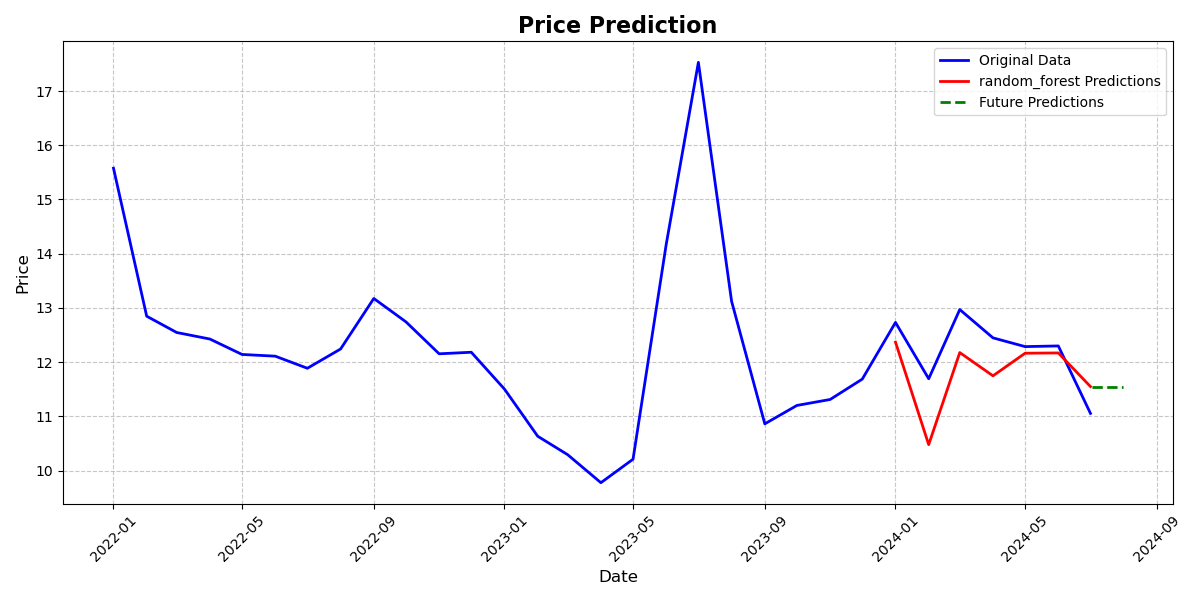 Price Prediction
Original Data
random_forest Predictions
Future Predictions
Price
17
16
15
14
13
12
11
10
2022-01
2022-05
2022-09
2023-01
2023-05
2023-09
2024-01
2024-05
2024-09
Date